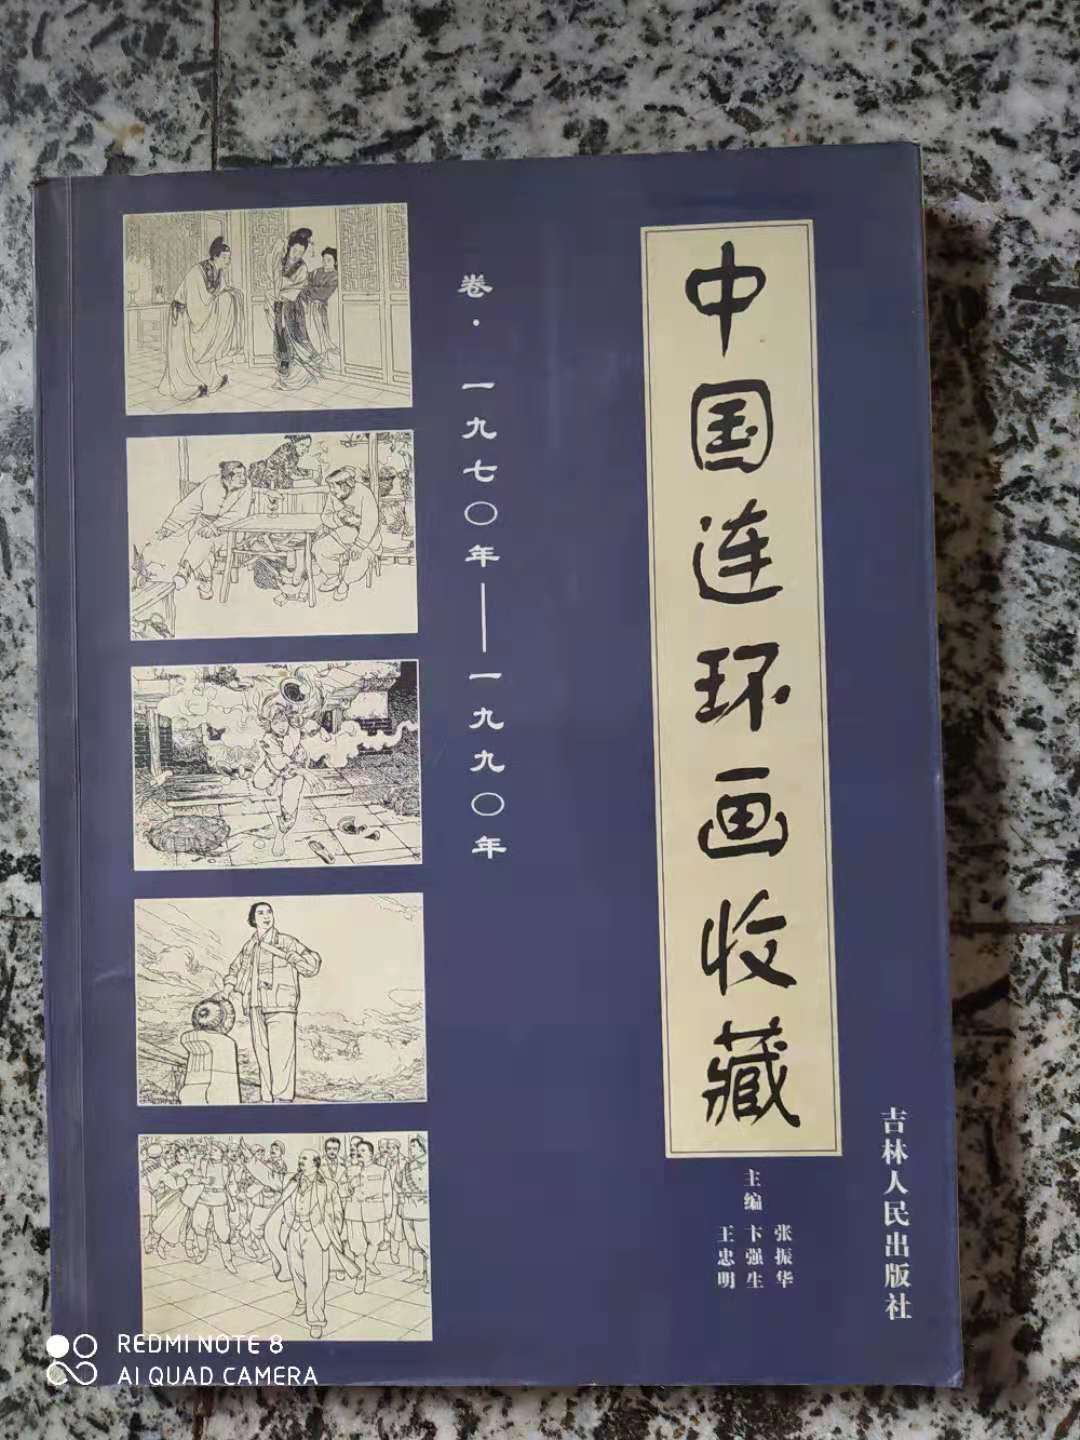 中国连环画收藏
卷·一九七〇年——一九九〇年
主编
张振华
卞强生
王忠明
吉林人民出版社
REDMI NOTE 8
AI QUAD CAMERA